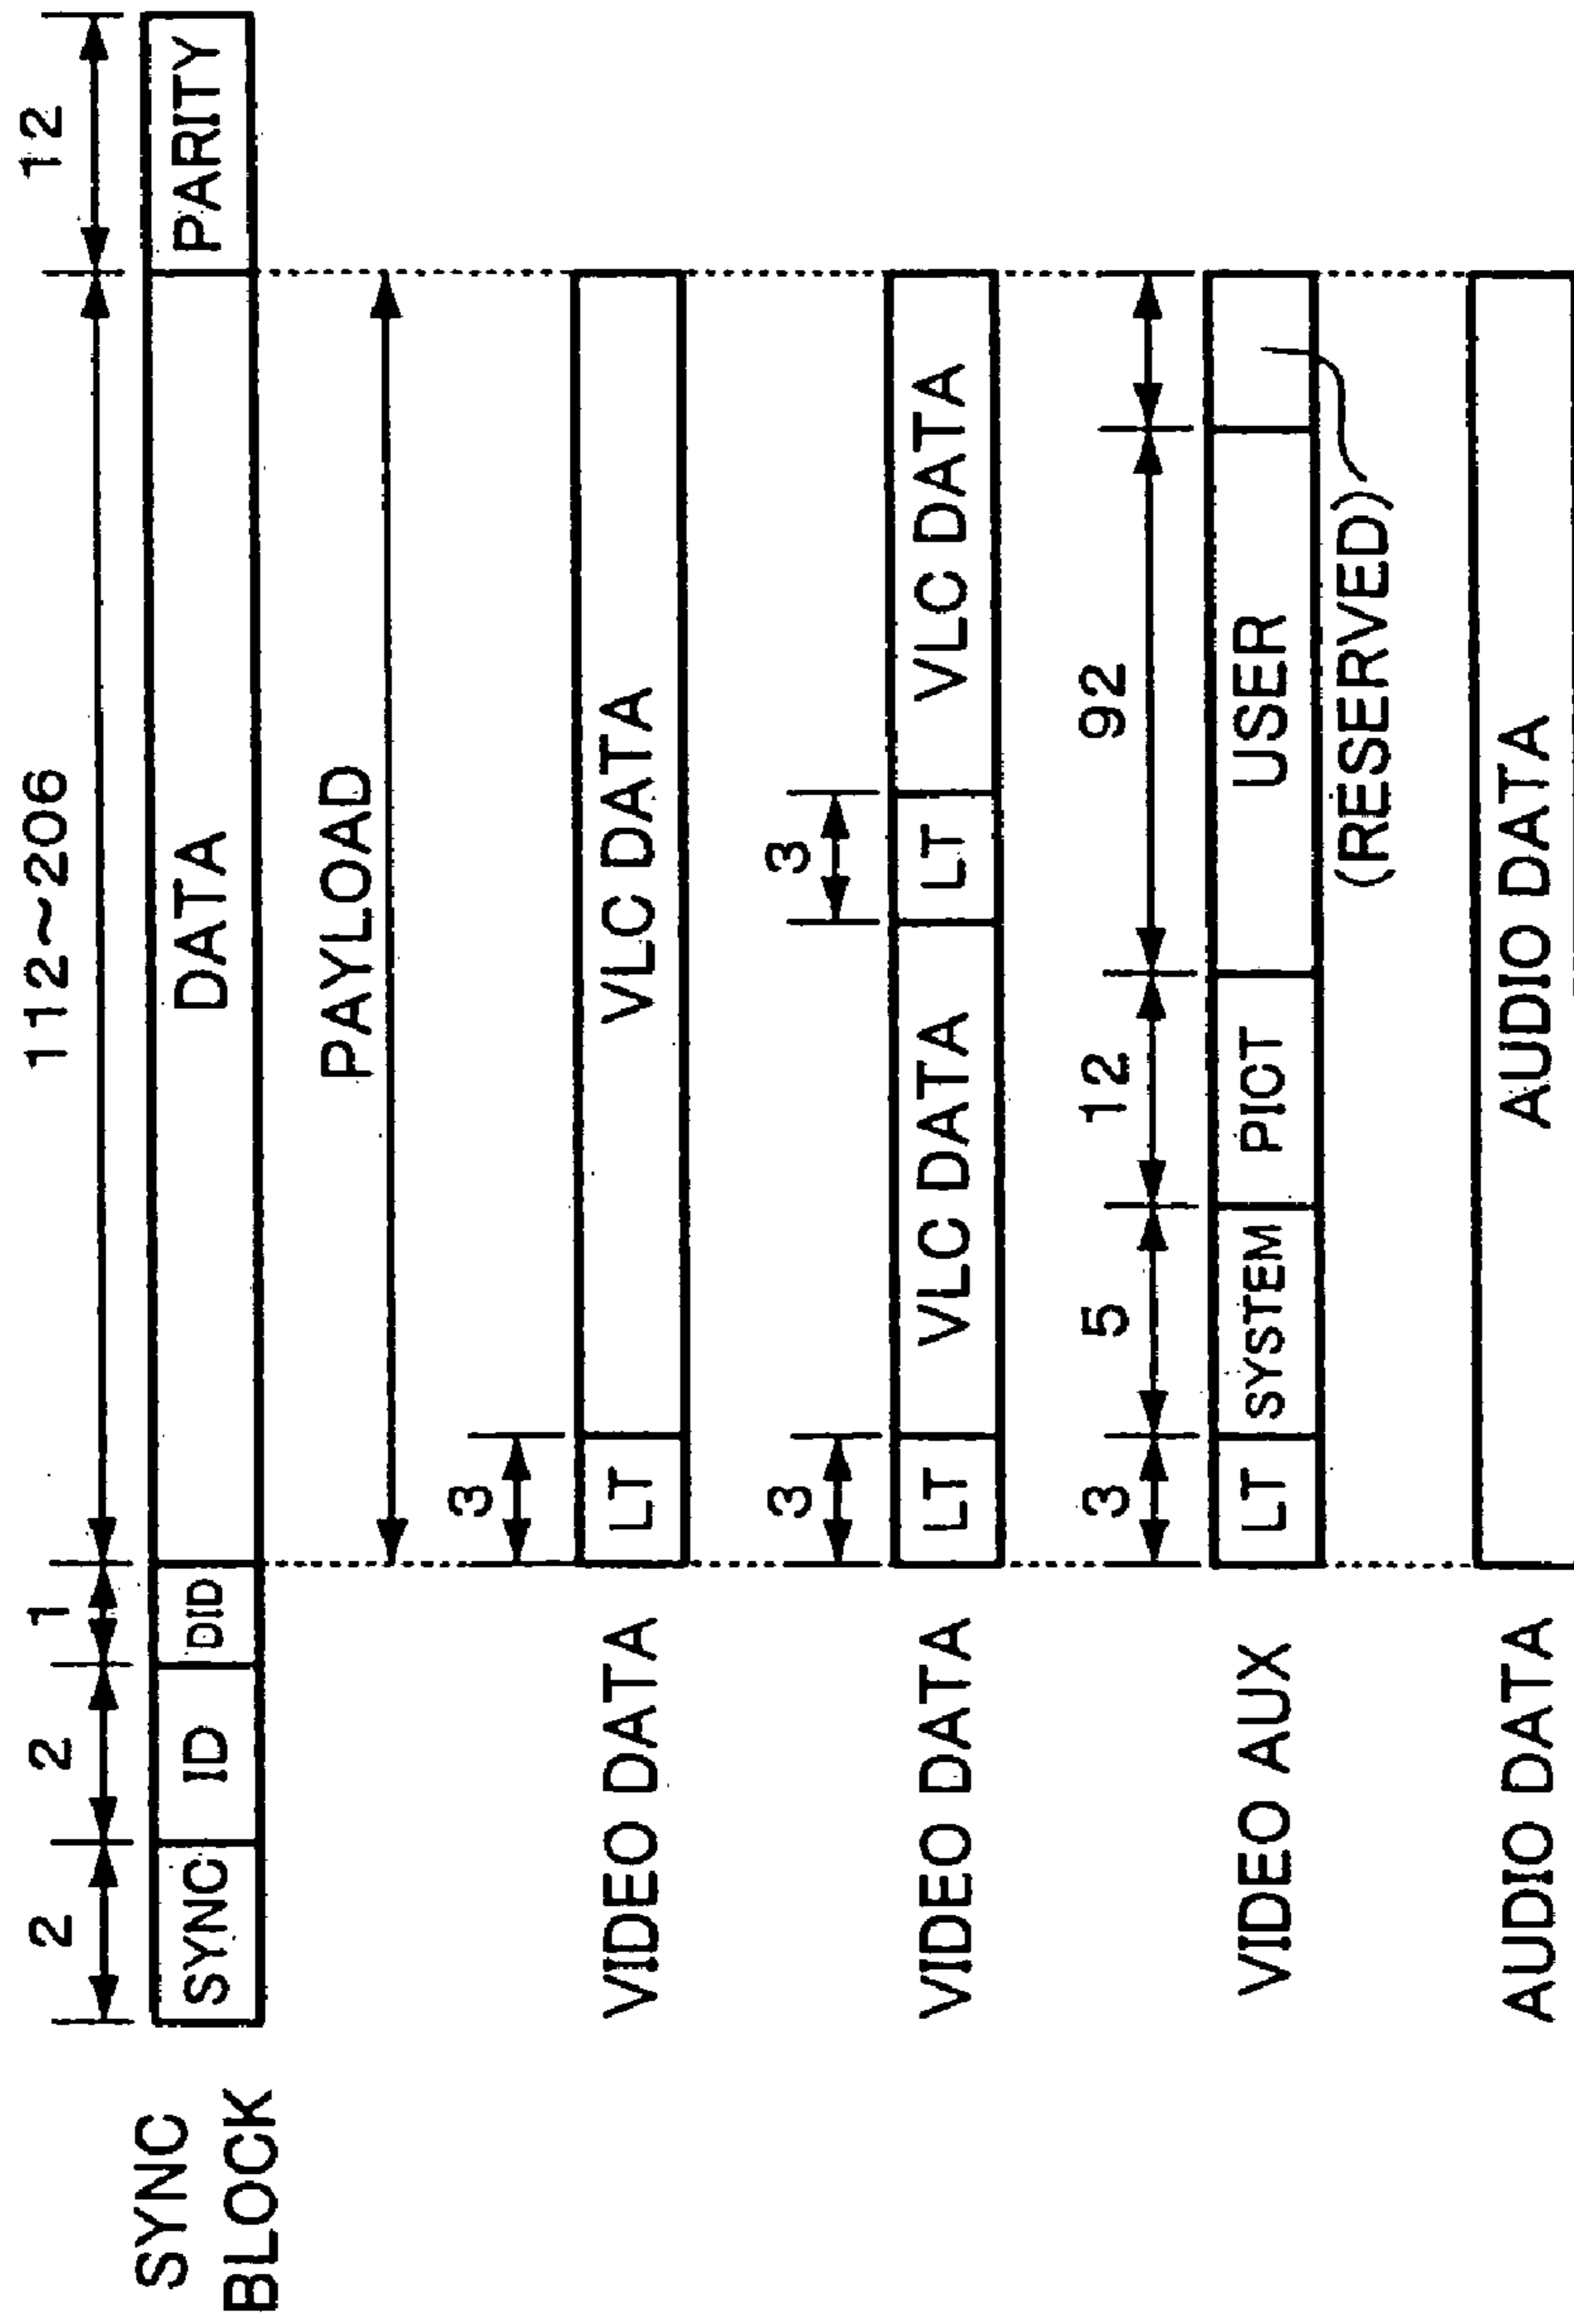 2 2 1 112~206 12
SYNC BLOCK SYNC ID DID DATA PARITY
PAYLOAD
3
VIDEO DATA LT VLC DATA
3 3
VIDEO DATA LT VLC DATA LT VLC DATA
3 5 12 92
VIDEO AUX LT SYSTEM PICT USER
(RESERVED)
AUDIO DATA AUDIO DATA